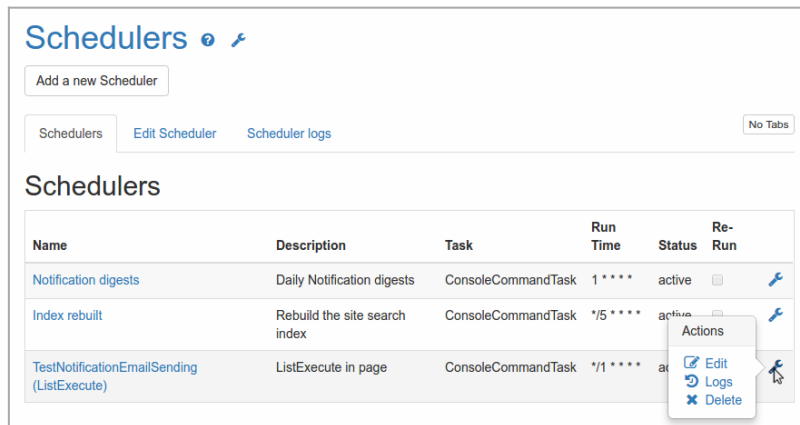 Schedulers
Add a new Scheduler
Schedulers Edit Scheduler Scheduler logs No Tabs
Schedulers
Run Re-
Name Description Task Time Status Run
Notification digests Daily Notification digests ConsoleCommandTask 1 * * * * active
Index rebuilt Rebuild the site search ConsoleCommandTask */5 * * * * active
index
Actions
TestNotificationEmailSending ListExecute in page ConsoleCommandTask */1 * * * * Edit
(ListExecute)
Logs
Delete